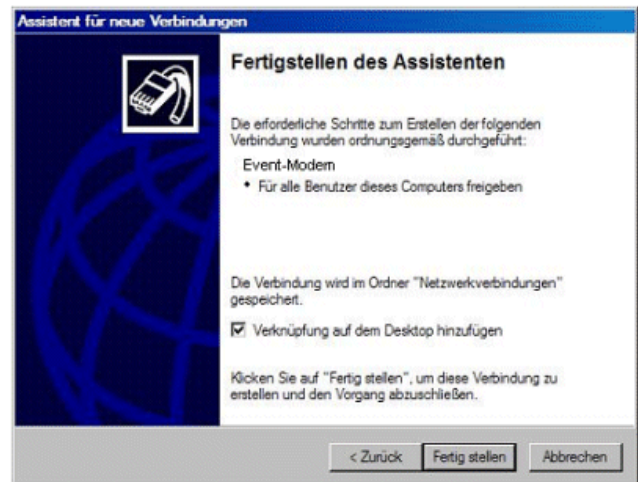 Assistent für neue Verbindungen
Fertigstellen des Assistenten
Die erforderliche Schritte zum Erstellen der folgenden
Verbindung wurden ordnungsgemäß durchgeführt:
Event-Modem
• Für alle Benutzer dieses Computers freigeben
Die Verbindung wird im Ordner "Netzwerkverbindungen"
gespeichert.
Verknüpfung auf dem Desktop hinzufügen
Klicken Sie auf "Fertig stellen", um diese Verbindung zu
erstellen und den Vorgang abzuschließen.
< Zurück Fertig stellen Abbrechen